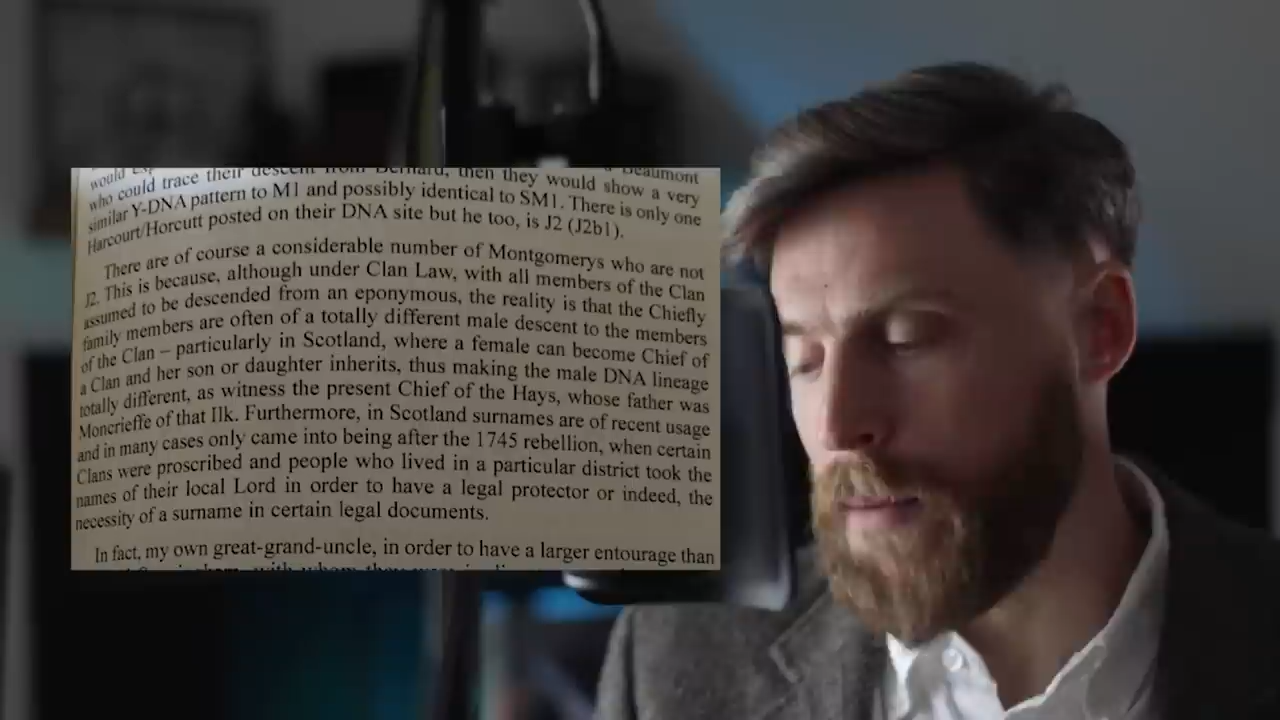 would Beaumont
who could trace their descent from Bernard, then they would show a very
similar Y-DNA pattern to M1 and possibly identical to SM1. There is only one
Harcourt/Horcutt posted on their DNA site but he too, is J2 (J2b1).
There are of course a considerable number of Montgomerys who are not
J2. This is because, although under Clan Law, with all members of the Clan
assumed to be descended from an eponymous, the reality is that the Chiefly
family members are often of a totally different male descent to the members
of the Clan – particularly in Scotland, where a female can become Chief of
a Clan and her son or daughter inherits, thus making the male DNA lineage
totally different, as witness the present Chief of the Hays, whose father was
Moncrieffe of that Ilk. Furthermore, in Scotland surnames are of recent usage
and in many cases only came into being after the 1745 rebellion, when certain
Clans were proscribed and people who lived in a particular district took the
names of their local Lord in order to have a legal protector or indeed, the
necessity of a surname in certain legal documents.
In fact, my own great-grand-uncle, in order to have a larger entourage than
with whom they were